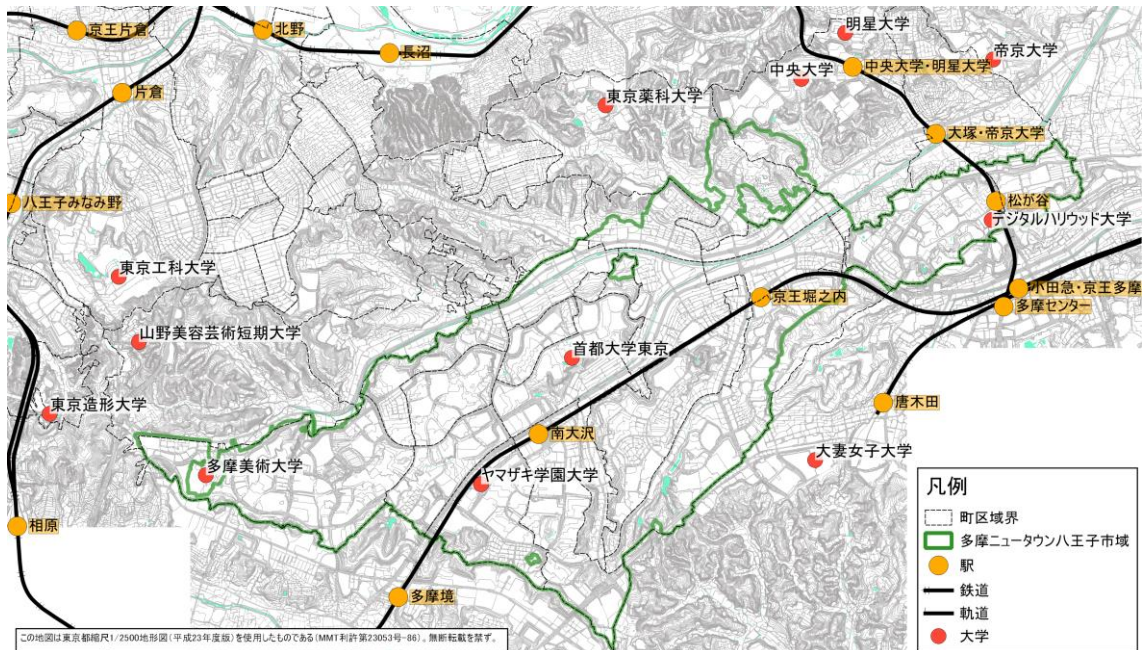 京王片倉
北野
長沼
明星大学
中央大学・明星大学
帝京大学
中央大学
片倉
東京薬科大学
大塚・帝京大学
八王子みなみ野
松が谷
デジタルハリウッド大学
東京工科大学
小田急・京王多摩
多摩センター
京王堀之内
山野美容芸術短期大学
首都大学東京
東京造形大学
唐木田
南大沢
大妻女子大学
多摩美術大学
ヤマザキ学園大学
相原
多摩境
凡例
町区域界
多摩ニュータウン八王子市域
駅
鉄道
軌道
大学
この地図は東京都縮尺1/2500地形図(平成23年度版)を使用したものである(MMT利許第23053号-86)。無断転載を禁ず。